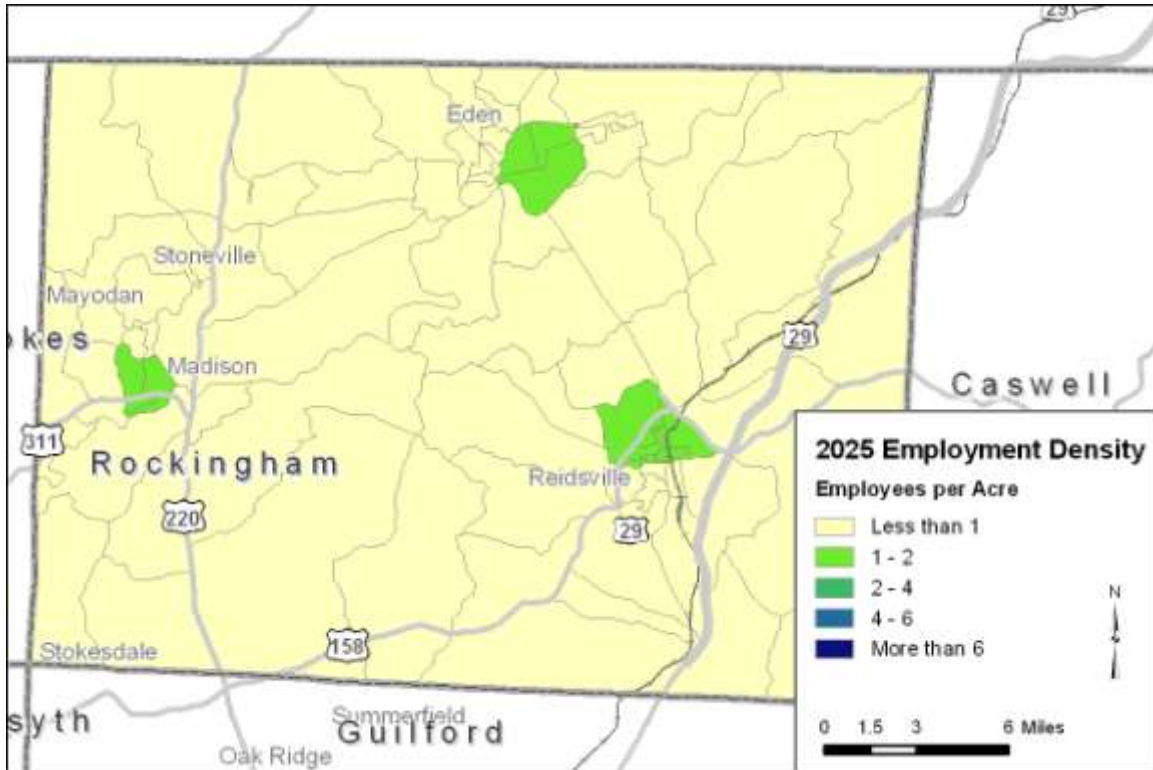 29
Eden
Stoneville
Mayodan
okes
Madison
29
Caswell
311
Rockingham
Reidsville
220
29
158
Stokesdale
syth
Summerfield
Guilford
Oak Ridge
2025 Employment Density
Employees per Acre
Less than 1
1 - 2
2 - 4
4 - 6
More than 6
N
0 1.5 3 6 Miles